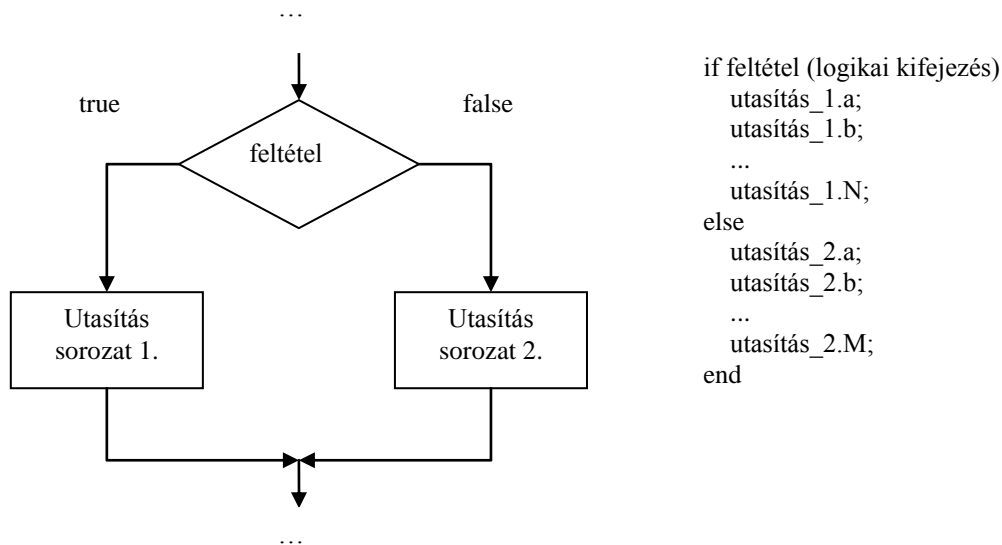 …
true
false
feltétel
Utasítás
sorozat 1.
Utasítás
sorozat 2.
…
if feltétel (logikai kifejezés)
utasítás_1.a;
utasítás_1.b;
...
utasítás_1.N;
else
utasítás_2.a;
utasítás_2.b;
...
utasítás_2.M;
end